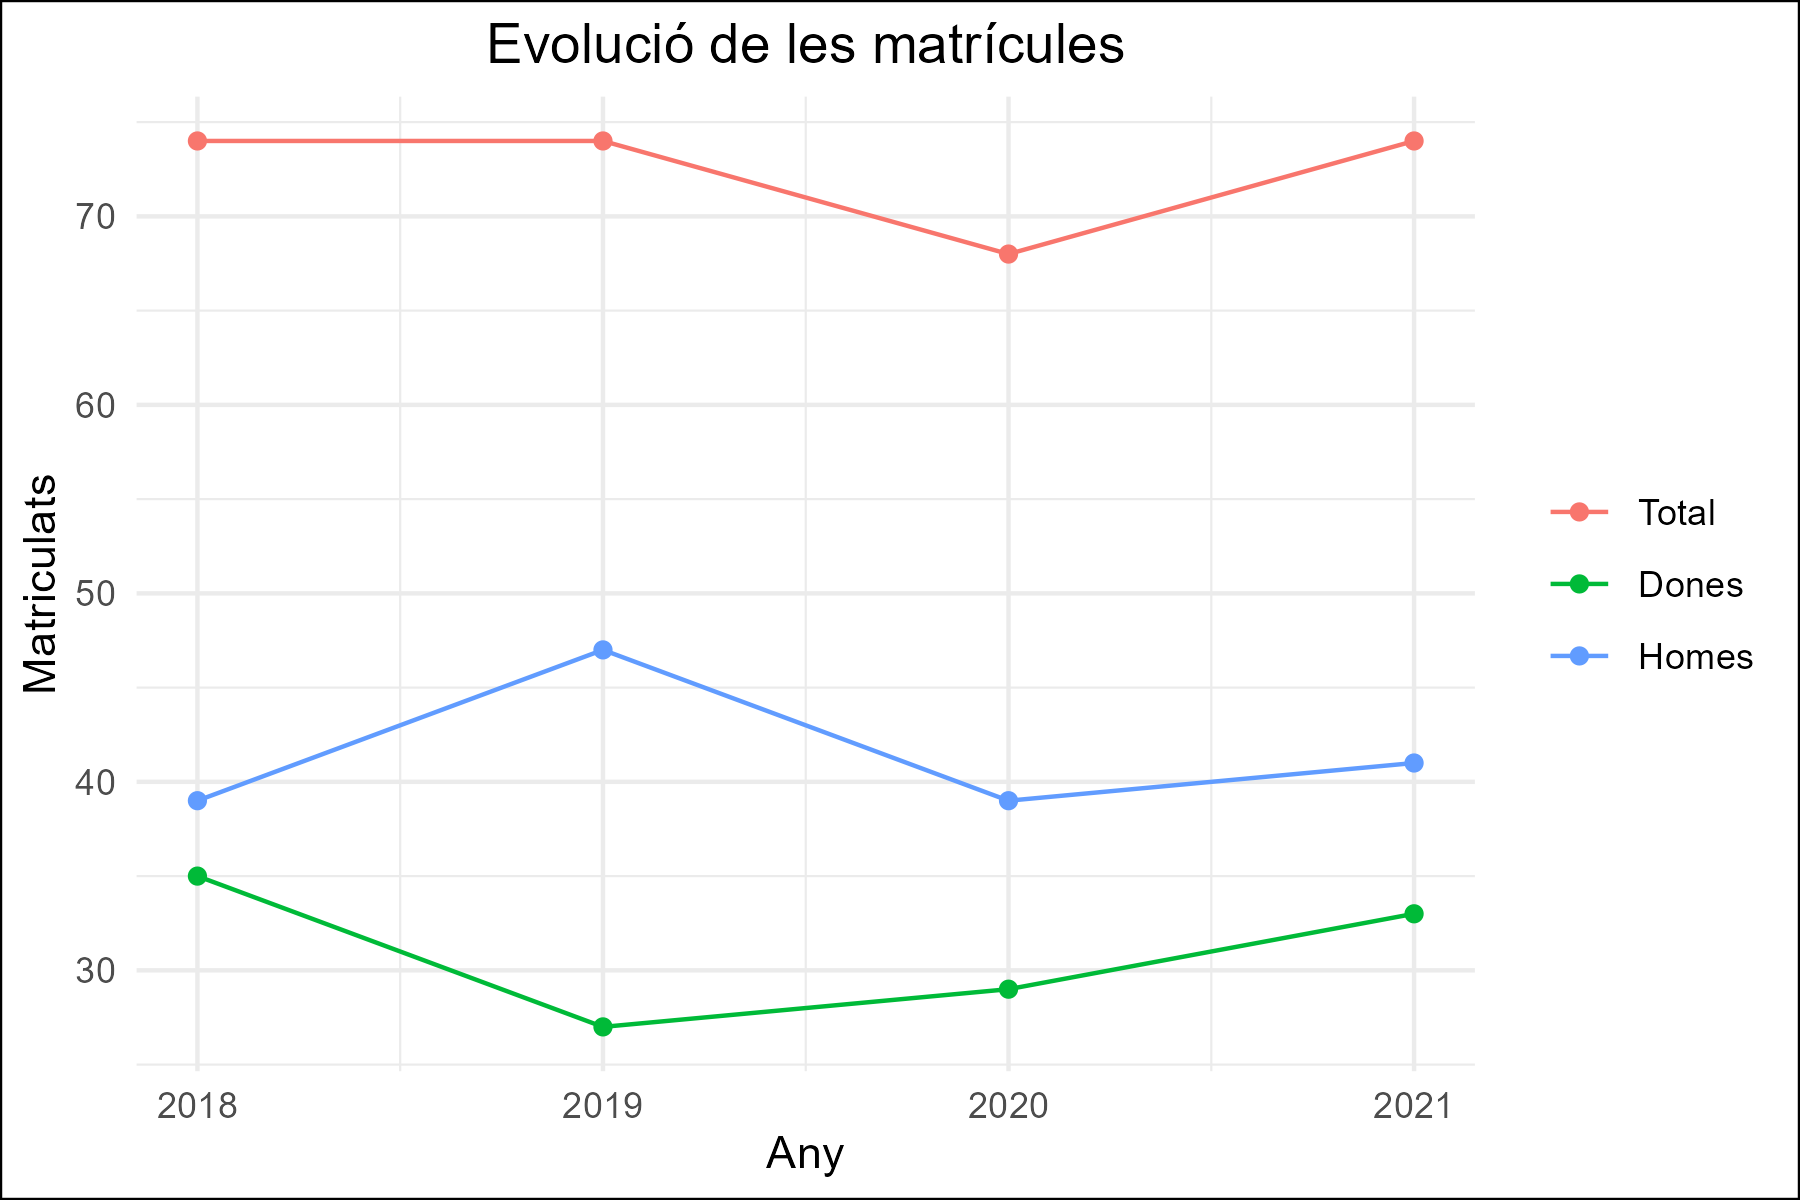 Evolució de les matrícules
Matriculats
70
60
50
40
30
2018
2019
2020
2021
Any
Total
Dones
Homes